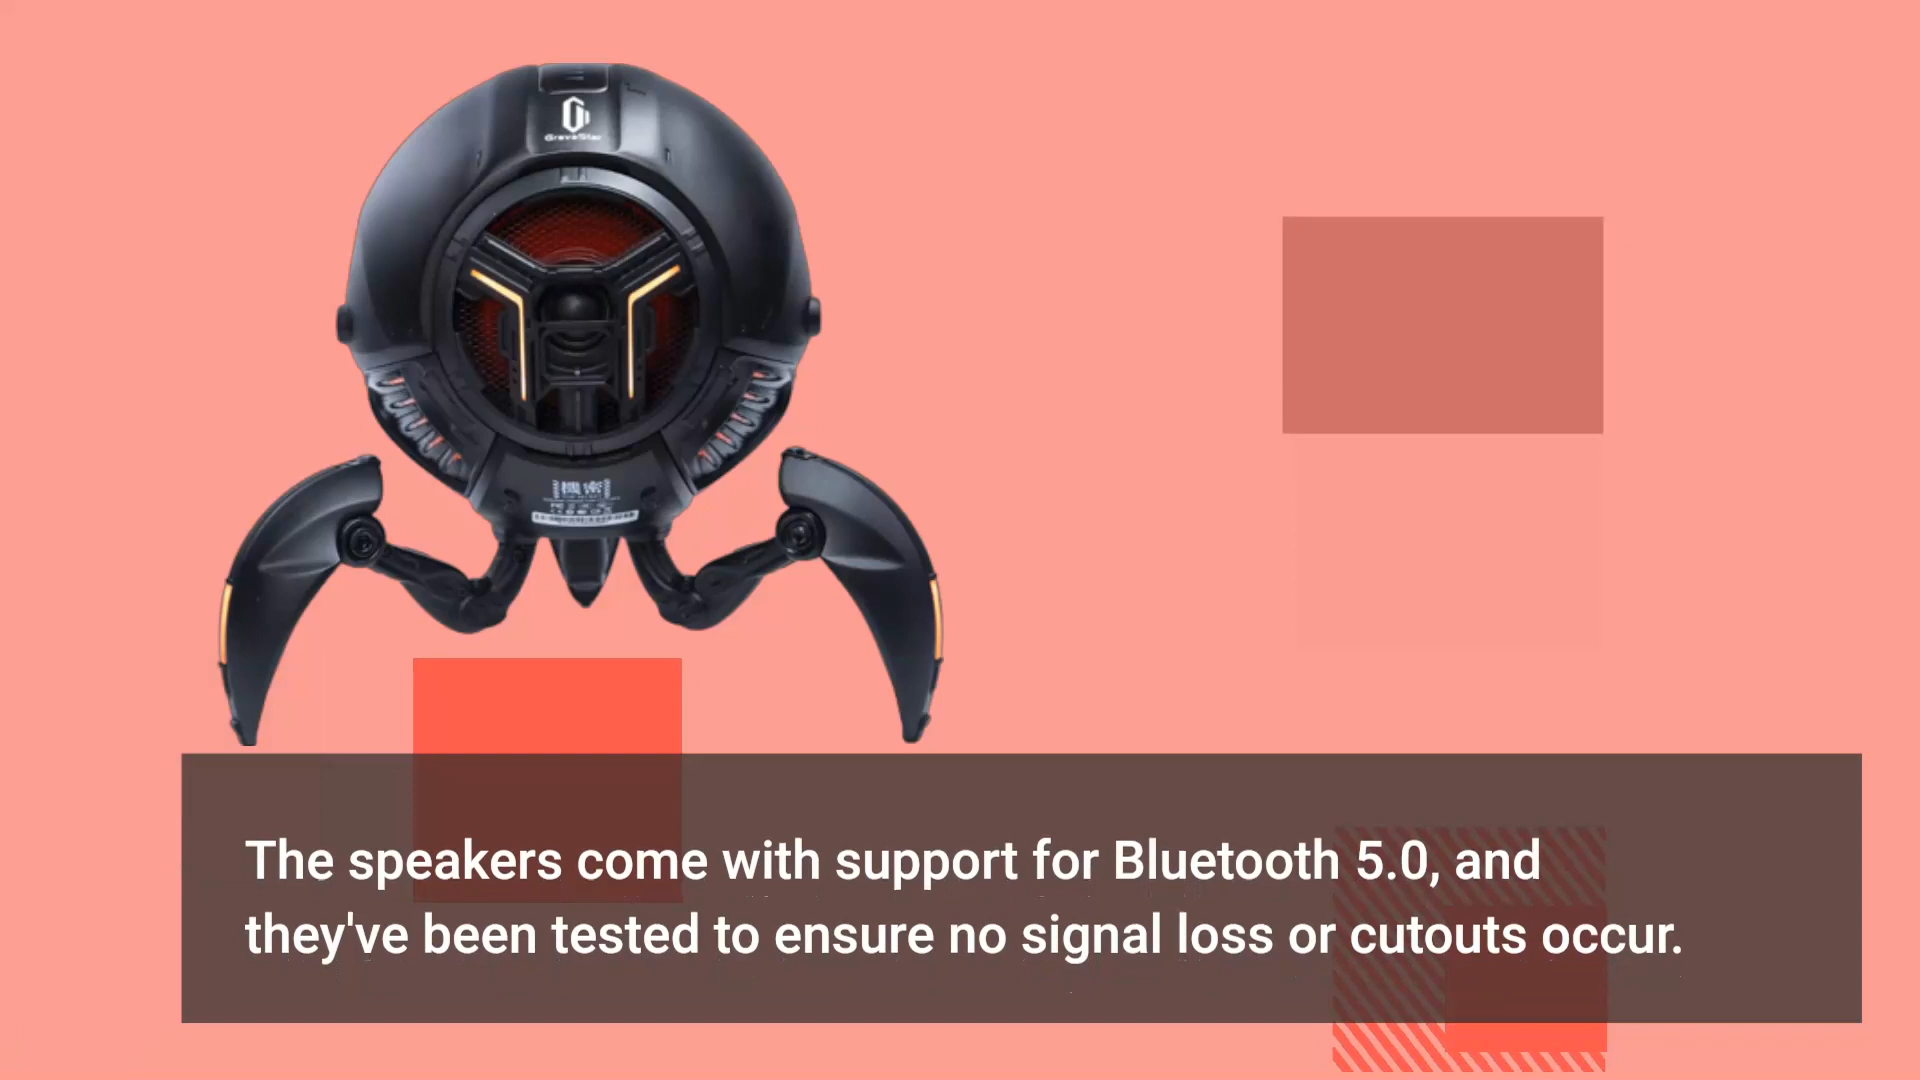 GravaStar
The speakers come with support for Bluetooth 5.0, and
they've been tested to ensure no signal loss or cutouts occur.